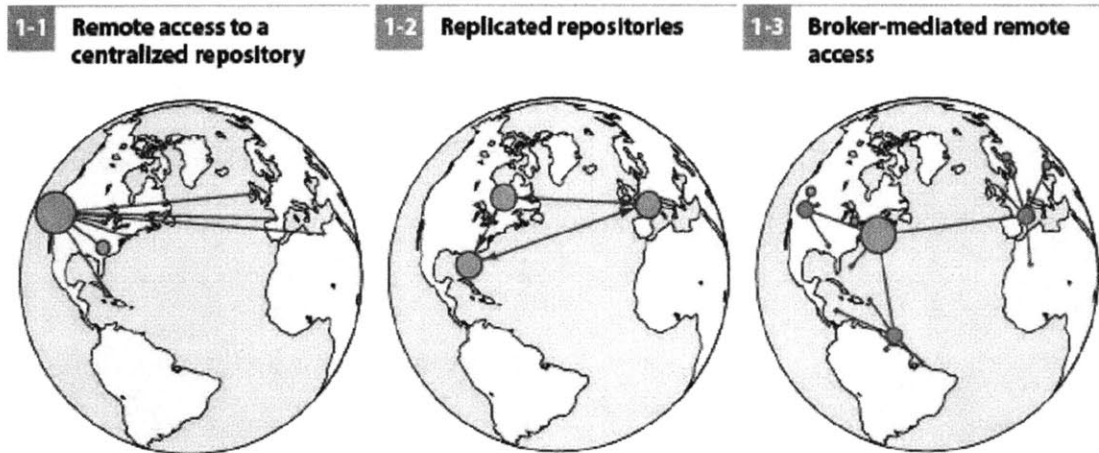 1-1 Remote access to a
centralized repository
1-2 Replicated repositories
1-3 Broker-mediated remote
access